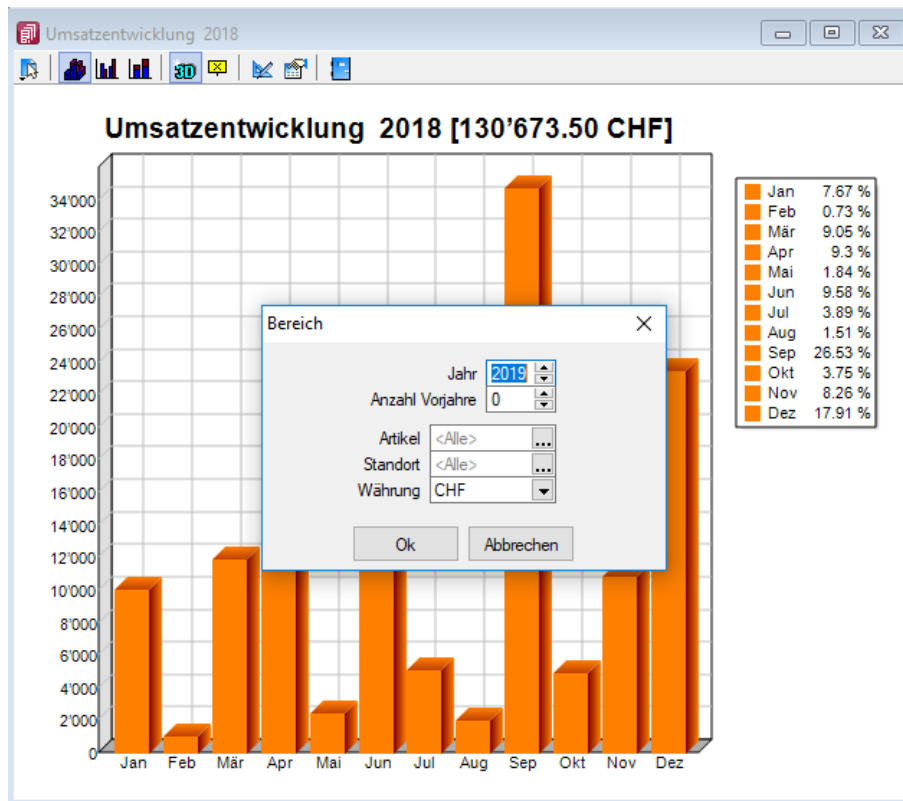 Umsatzentwicklung 2018
3D
Umsatzentwicklung 2018 [130'673.50 CHF]
34'000
32'000
30'000
28'000
26'000
24'000
22'000
20'000
18'000
16'000
14'000
12'000
10'000
8'000
6'000
4'000
2'000
0
Jan Feb Mär Apr Mai Jun Jul Aug Sep Okt Nov Dez
Jan 7.67 %
Feb 0.73 %
Mär 9.05 %
Apr 9.3 %
Mai 1.84 %
Jun 9.58 %
Jul 3.89 %
Aug 1.51 %
Sep 26.53 %
Okt 3.75 %
Nov 8.26 %
Dez 17.91 %
Bereich
Jahr 2019
Anzahl Vorjahre 0
Artikel <Alle> ...
Standort <Alle> ...
Währung CHF
Ok Abbrechen